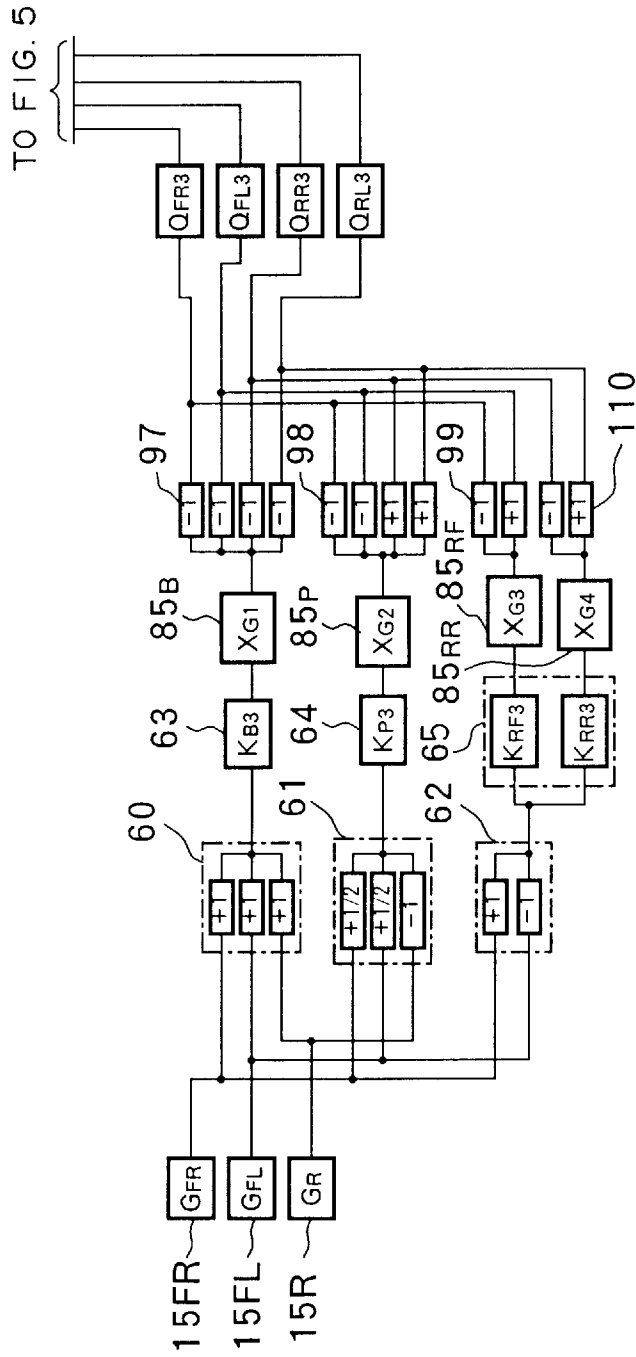 TO FIG. 5
QFR3
QFL3
QRR3
QRL3
97
-1
-1
-1
-1
98
-1
-1
+1
+1
99
-1
+1
-1
+1
110
85B
XG1
85P
XG2
85RF
XG3
85RR
XG4
63
KB3
64
KP3
65
KRF3
KRR3
60
+1
+1
+1
61
+1/2
+1/2
-1
62
+1
-1
GFR
GFL
GR
15FR
15FL
15R